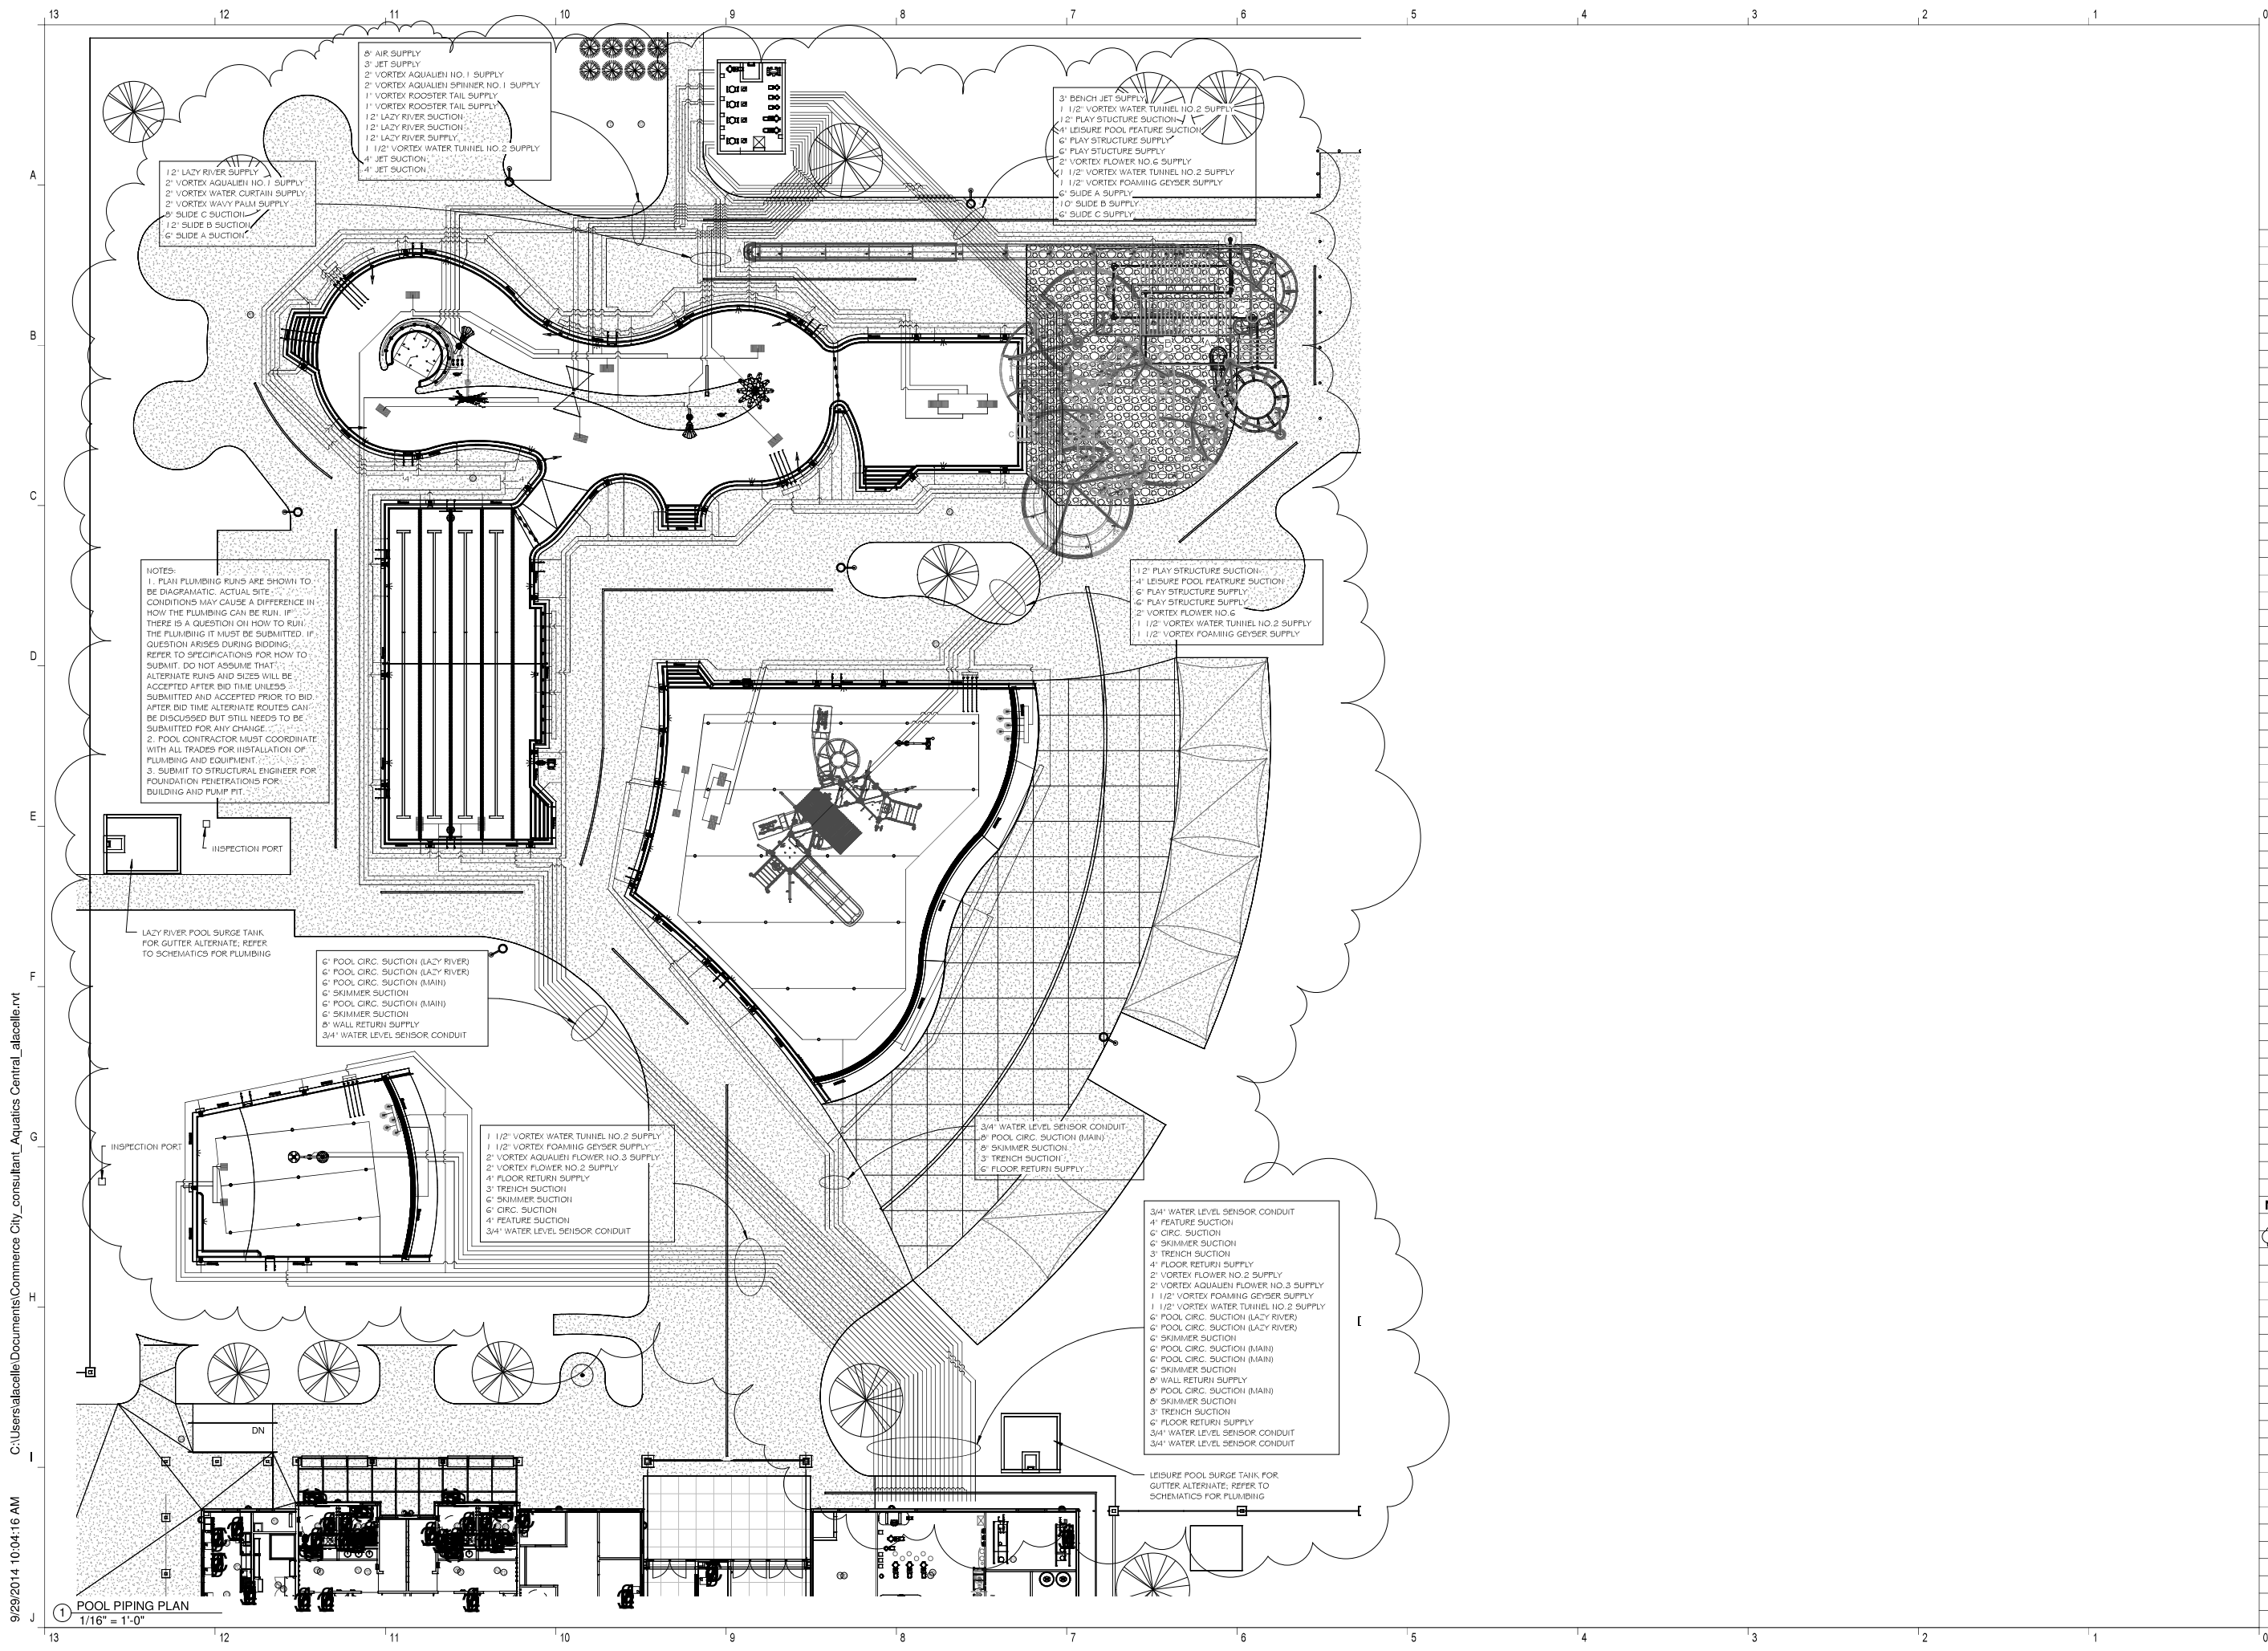 13 12 11 10 9 8 7 6 5 4 3 2 1 0
8" AIR SUPPLY
3" JET SUPPLY
2" VORTEX AQUALIEN NO.1 SUPPLY
2" VORTEX AQUALIEN SPINNER NO.1 SUPPLY
1" VORTEX ROOSTER TAIL SUPPLY
1" VORTEX ROOSTER TAIL SUPPLY
12" LAZY RIVER SUCTION
12" LAZY RIVER SUCTION
12" LAZY RIVER SUPPLY
1 1/2" VORTEX WATER TUNNEL NO.2 SUPPLY
4" JET SUCTION
4" JET SUCTION
3" BENCH JET SUPPLY
1 1/2" VORTEX WATER TUNNEL NO.2 SUPPLY
12" PLAY STUCTURE SUCTION
4" LEISURE POOL FEATURE SUCTION
6" PLAY STRUCTURE SUPPLY
6" PLAY STUCTURE SUPPLY
2" VORTEX FLOWER NO.6 SUPPLY
1 1/2" VORTEX WATER TUNNEL NO.2 SUPPLY
1 1/2" VORTEX FOAMING GEYSER SUPPLY
6" SLIDE A SUPPLY
10" SLIDE B SUPPLY
6" SLIDE C SUPPLY
A
12" LAZY RIVER SUPPLY
2" VORTEX AQUALIEN NO.1 SUPPLY
2" VORTEX WATER CURTAIN SUPPLY
2" VORTEX WAVY PALM SUPPLY
8" SLIDE C SUCTION
12" SLIDE B SUCTION
6" SLIDE A SUCTION
B
C
NOTES:
1. PLAN PLUMBING RUNS ARE SHOWN TO
BE DIAGRAMATIC. ACTUAL SITE
CONDITIONS MAY CAUSE A DIFFERENCE IN
HOW THE PLUMBING CAN BE RUN. IF
THERE IS A QUESTION ON HOW TO RUN
THE PLUMBING IT MUST BE SUBMITTED. IF
QUESTION ARISES DURING BIDDING,
REFER TO SPECIFICATIONS FOR HOW TO
SUBMIT. DO NOT ASSUME THAT
ALTERNATE RUNS AND SIZES WILL BE
ACCEPTED AFTER BID TIME UNLESS
SUBMITTED AND ACCEPTED PRIOR TO BID.
AFTER BID TIME ALTERNATE ROUTES CAN
BE DISCUSSED BUT STILL NEEDS TO BE
SUBMITTED FOR ANY CHANGE.
2. POOL CONTRACTOR MUST COORDINATE
WITH ALL TRADES FOR INSTALLATION OF
PLUMBING AND EQUIPMENT.
3. SUBMIT TO STRUCTURAL ENGINEER FOR
FOUNDATION PENETRATIONS FOR
BUILDING AND PUMP PIT.
12" PLAY STRUCTURE SUCTION
4" LEISURE POOL FEATRURE SUCTION
6" PLAY STRUCTURE SUPPLY
6" PLAY STRUCTURE SUPPLY
2" VORTEX FLOWER NO.6
1 1/2" VORTEX WATER TUNNEL NO.2 SUPPLY
1 1/2" VORTEX FOAMING GEYSER SUPPLY
D
E
INSPECTION PORT
LAZY RIVER POOL SURGE TANK
FOR GUTTER ALTERNATE; REFER
TO SCHEMATICS FOR PLUMBING
F
6" POOL CIRC. SUCTION (LAZY RIVER)
6" POOL CIRC. SUCTION (LAZY RIVER)
6" POOL CIRC. SUCTION (MAIN)
6" SKIMMER SUCTION
6" POOL CIRC. SUCTION (MAIN)
6" SKIMMER SUCTION
8" WALL RETURN SUPPLY
3/4" WATER LEVEL SENSOR CONDUIT
G
INSPECTION PORT
1 1/2" VORTEX WATER TUNNEL NO.2 SUPPLY
1 1/2" VORTEX FOAMING GEYSER SUPPLY
2" VORTEX AQUALIEN FLOWER NO.3 SUPPLY
2" VORTEX FLOWER NO.2 SUPPLY
4" FLOOR RETURN SUPPLY
3" TRENCH SUCTION
6" SKIMMER SUCTION
6" CIRC. SUCTION
4" FEATURE SUCTION
3/4" WATER LEVEL SENSOR CONDUIT
3/4" WATER LEVEL SENSOR CONDUIT
8" POOL CIRC. SUCTION (MAIN)
8" SKIMMER SUCTION
3" TRENCH SUCTION
6" FLOOR RETURN SUPPLY
3/4" WATER LEVEL SENSOR CONDUIT
4" FEATURE SUCTION
6" CIRC. SUCTION
6" SKIMMER SUCTION
3" TRENCH SUCTION
4" FLOOR RETURN SUPPLY
2" VORTEX FLOWER NO.2 SUPPLY
2" VORTEX AQUALIEN FLOWER NO.3 SUPPLY
1 1/2" VORTEX FOAMING GEYSER SUPPLY
1 1/2" VORTEX WATER TUNNEL NO.2 SUPPLY
6" POOL CIRC. SUCTION (LAZY RIVER)
6" POOL CIRC. SUCTION (LAZY RIVER)
6" SKIMMER SUCTION
6" POOL CIRC. SUCTION (MAIN)
6" POOL CIRC. SUCTION (MAIN)
6" SKIMMER SUCTION
8" WALL RETURN SUPPLY
8" POOL CIRC. SUCTION (MAIN)
8" SKIMMER SUCTION
3" TRENCH SUCTION
6" FLOOR RETURN SUPPLY
3/4" WATER LEVEL SENSOR CONDUIT
3/4" WATER LEVEL SENSOR CONDUIT
H
DN
I
LEISURE POOL SURGE TANK FOR
GUTTER ALTERNATE; REFER TO
SCHEMATICS FOR PLUMBING
J
1 POOL PIPING PLAN
1/16" = 1'-0"
13 12 11 10 9 8 7 6 5 4 3 2 1 0
9/29/2014 10:04:16 AM C:\Users\alacelle\Documents\Commerce City_consultant_Aquatics Central_alacelle.rvt